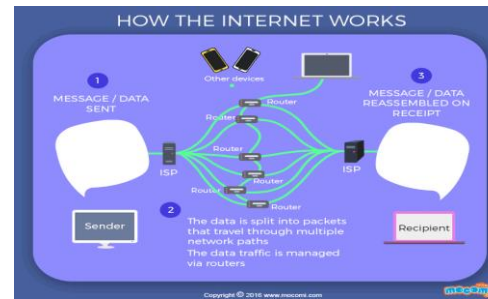 HOW THE INTERNET WORKS
1
MESSAGE / DATA
SENT
Other devices
3
MESSAGE / DATA
REASSEMBLED ON
RECEIPT
Router
Router
Router
Router
Router
Router
ISP
ISP
Sender
2
The data is split into packets
that travel through multiple
network paths
The data traffic is managed
via routers
Recipient
Copyright © 2016 www.mocomi.com
mocomi